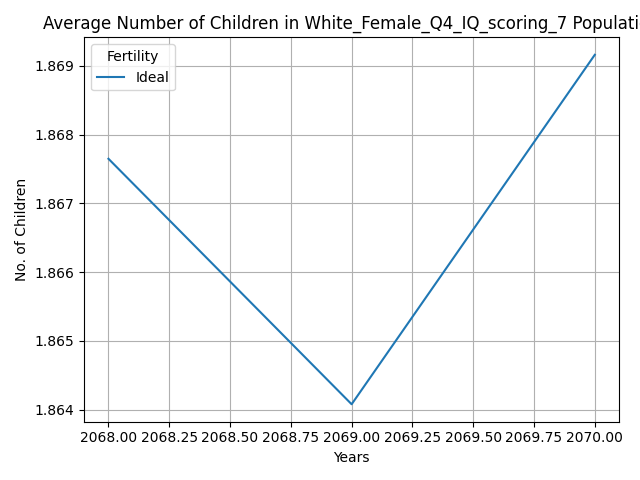 Average Number of Children in White_Female_Q4_IQ_scoring_7 Populati
Fertility
Ideal
1.869
1.868
1.867
1.866
1.865
1.864
No. of Children
2068.00 2068.25 2068.50 2068.75 2069.00 2069.25 2069.50 2069.75 2070.00
Years